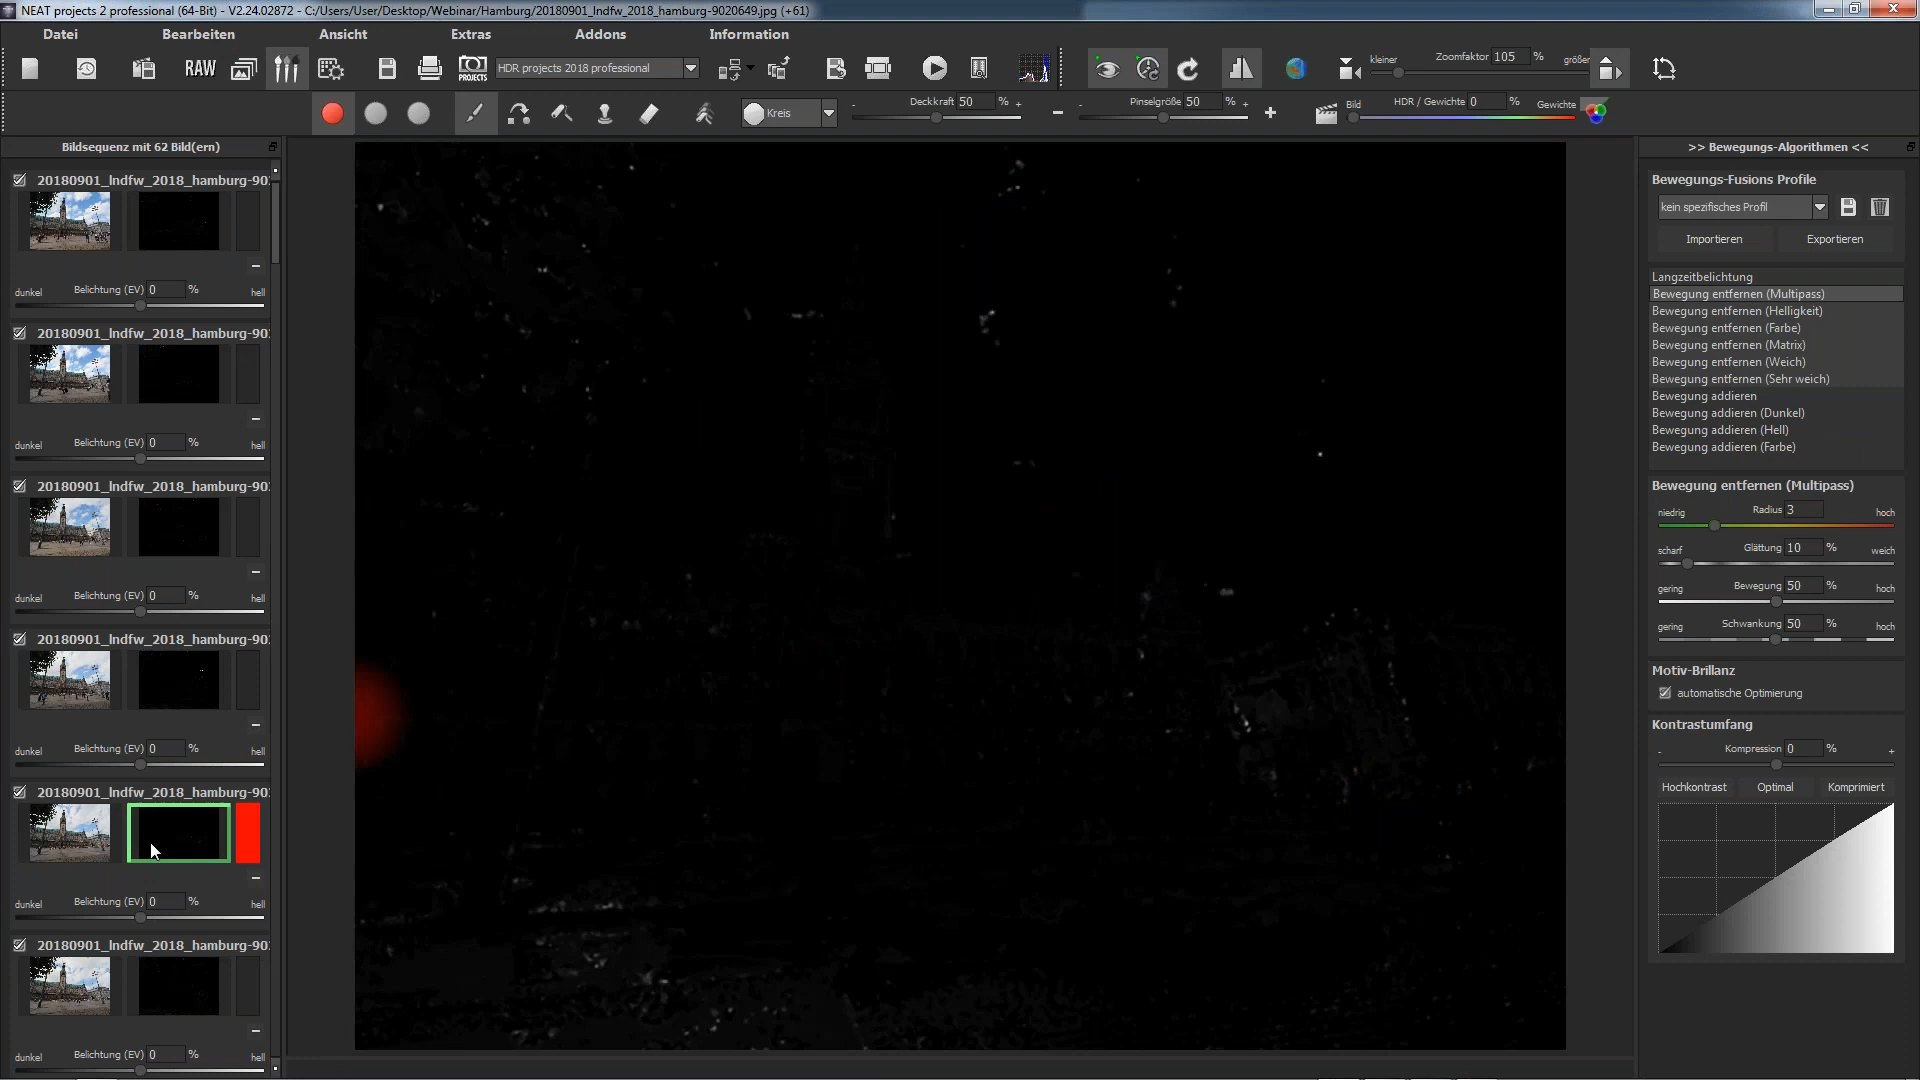 NEAT projects 2 professional (64-Bit) - V2.24.02872 - C:/Users/User/Desktop/Webinar/Hamburg/20180901_lndfw_2018_hamburg-9020649.jpg (+61)
Datei Bearbeiten Ansicht Extras Addons Information
RAW PROJECTS HDR projects 2018 professional kleiner Zoomfaktor 105 % größer
Kreis - Deckkraft 50 % + - Pinselgröße 50 % + Bild HDR / Gewichte 0 % Gewichte
Bildsequenz mit 62 Bild(ern)
20180901_lndfw_2018_hamburg-90
dunkel Belichtung (EV) 0 % hell
20180901_lndfw_2018_hamburg-90
dunkel Belichtung (EV) 0 % hell
20180901_lndfw_2018_hamburg-90
dunkel Belichtung (EV) 0 % hell
20180901_lndfw_2018_hamburg-90
dunkel Belichtung (EV) 0 % hell
20180901_lndfw_2018_hamburg-90
dunkel Belichtung (EV) 0 % hell
20180901_lndfw_2018_hamburg-90
dunkel Belichtung (EV) 0 % hell
>> Bewegungs-Algorithmen <<
Bewegungs-Fusions Profile
kein spezifisches Profil
Importieren Exportieren
Langzeitbelichtung
Bewegung entfernen (Multipass)
Bewegung entfernen (Helligkeit)
Bewegung entfernen (Farbe)
Bewegung entfernen (Matrix)
Bewegung entfernen (Weich)
Bewegung entfernen (Sehr weich)
Bewegung addieren
Bewegung addieren (Dunkel)
Bewegung addieren (Hell)
Bewegung addieren (Farbe)
Bewegung entfernen (Multipass)
niedrig Radius 3 hoch
scharf Glättung 10 % weich
gering Bewegung 50 % hoch
gering Schwankung 50 % hoch
Motiv-Brillanz
automatische Optimierung
Kontrastumfang
- Kompression 0 % +
Hochkontrast Optimal Komprimiert